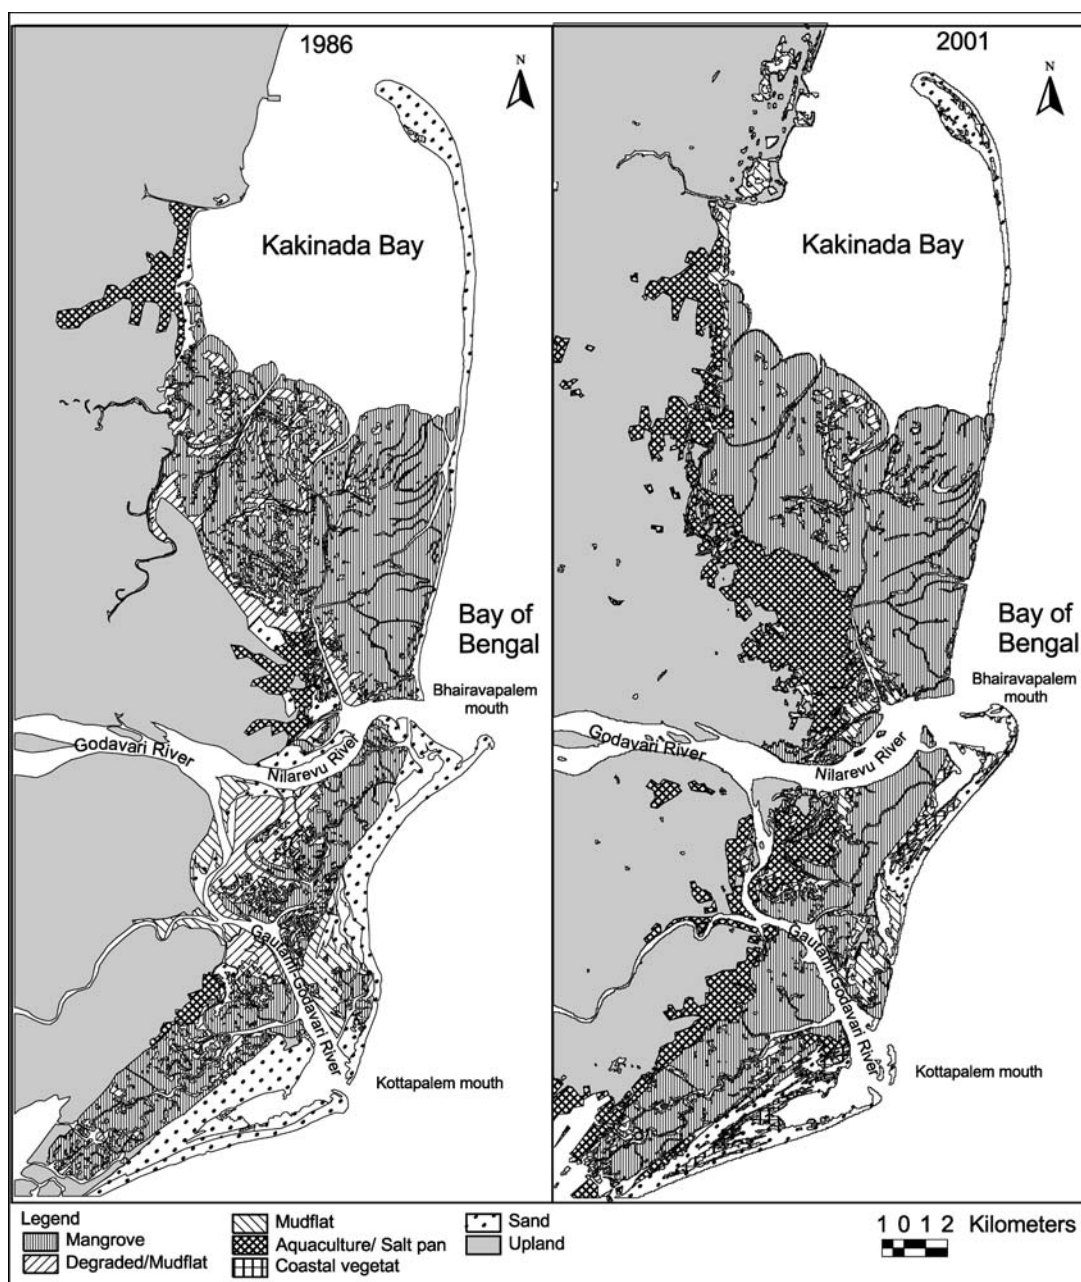 1986
N
Kakinada Bay
Bay of
Bengal
Bhairavapalem
mouth
Godavari River
Nilarevu River
Gautami-Godavari River
Kottapalem mouth
2001
N
Kakinada Bay
Bay of
Bengal
Bhairavapalem
mouth
Godavari River
Nilarevu River
Gautami-Godavari River
Kottapalem mouth
Legend
Mangrove
Degraded/Mudflat
Mudflat
Aquaculture/ Salt pan
Coastal vegetat
Sand
Upland
1 0 1 2 Kilometers